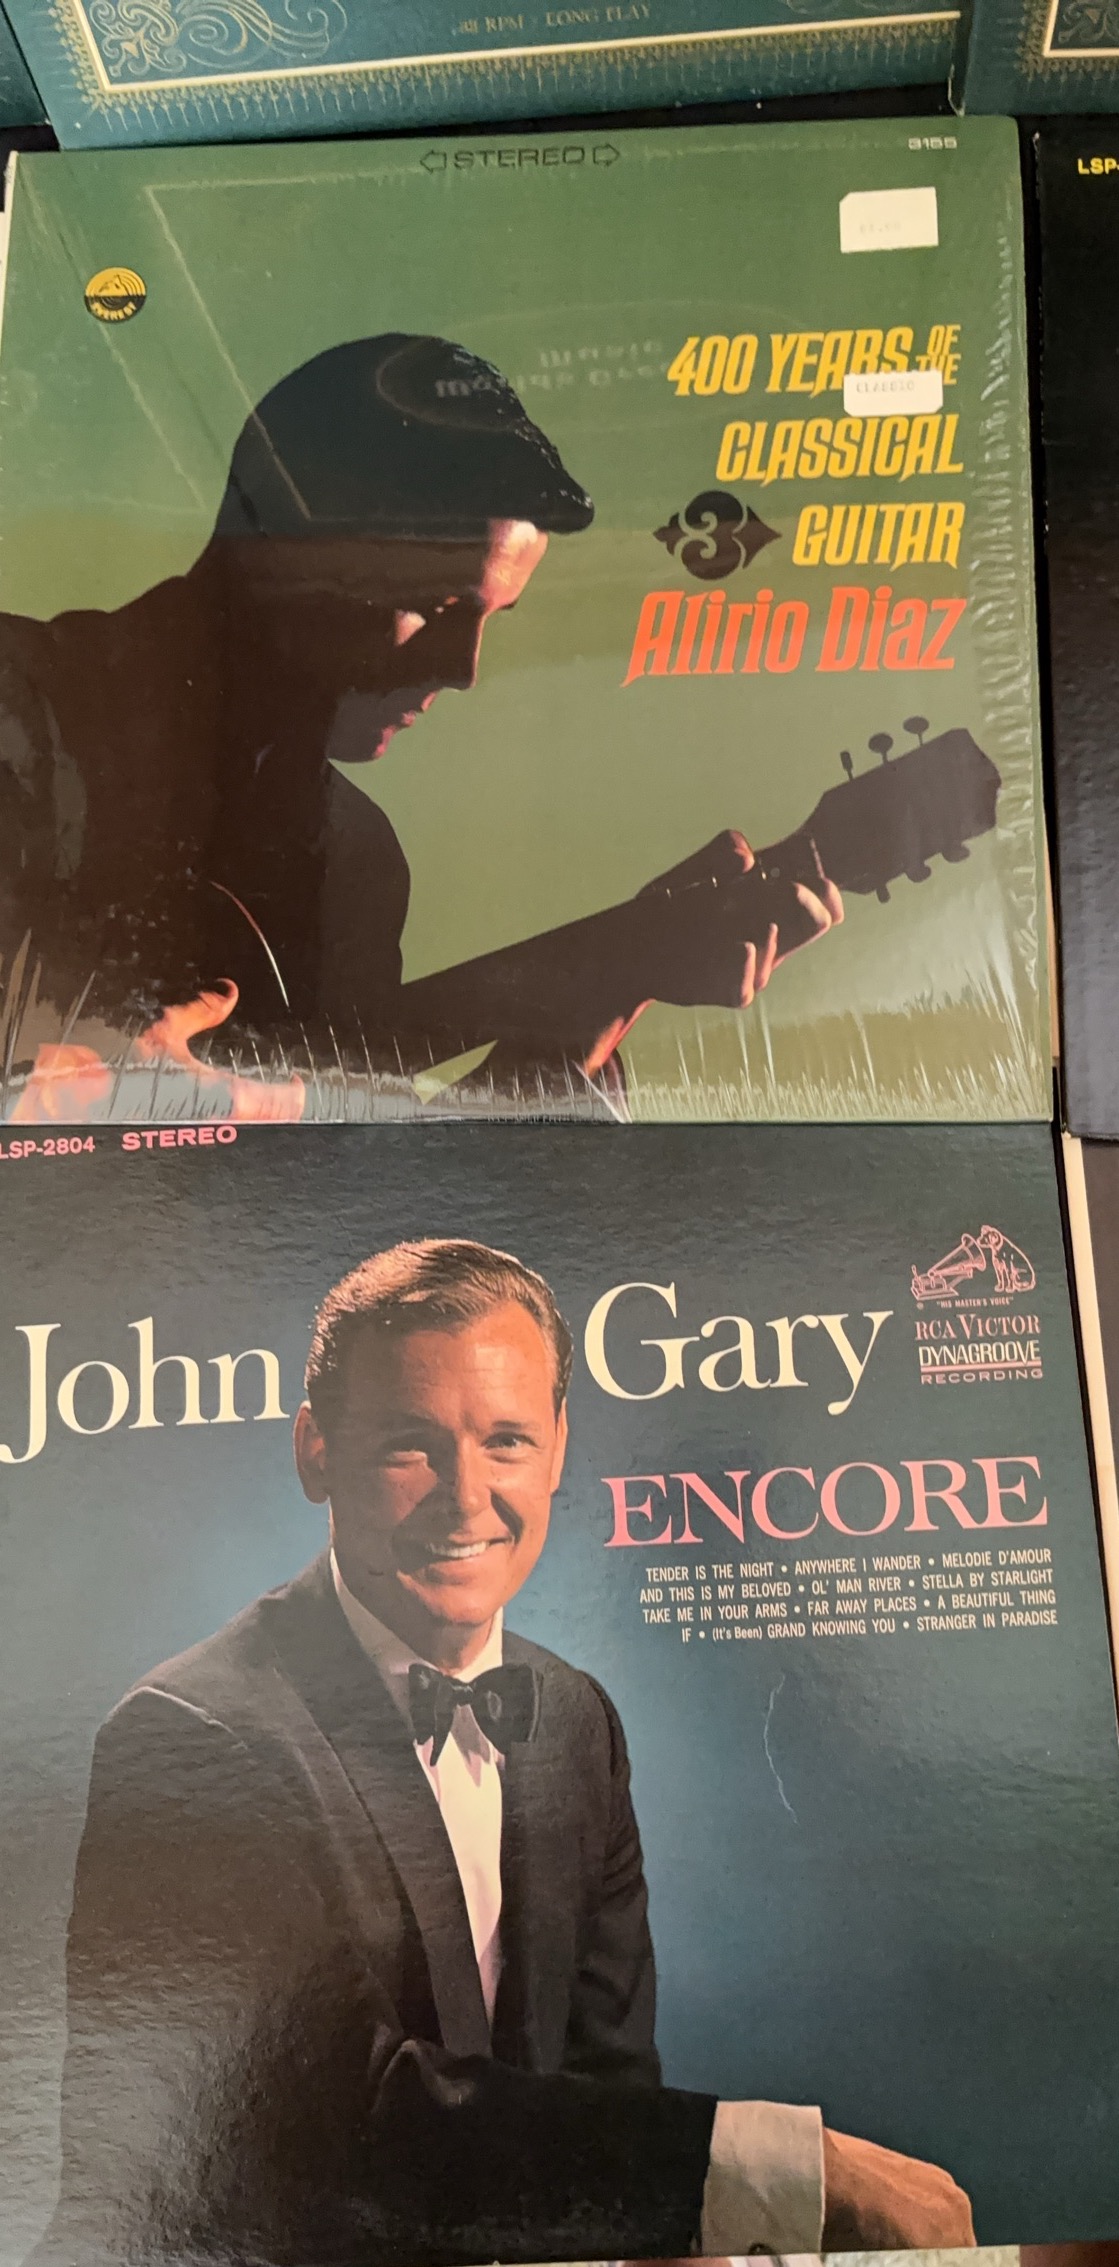 33 RPM - LONG PLAY
STEREO
3155
LSP-
EVEREST
400 YEARS OF THE
CLASSIC
CLASSICAL
3 GUITAR
Alirio Diaz
LSP-2804 STEREO
John Gary
"HIS MASTER'S VOICE"
RCA VICTOR
DYNAGROOVE
RECORDING
ENCORE
TENDER IS THE NIGHT • ANYWHERE I WANDER • MELODIE D'AMOUR
AND THIS IS MY BELOVED • OL' MAN RIVER • STELLA BY STARLIGHT
TAKE ME IN YOUR ARMS • FAR AWAY PLACES • A BEAUTIFUL THING
IF • (It's Been) GRAND KNOWING YOU • STRANGER IN PARADISE